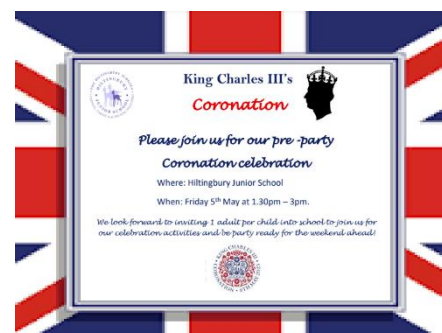 King Charles III's
Coronation
Please join us for our pre -party
Coronation celebration
Where: Hiltingbury Junior School
When: Friday 5th May at 1.30pm – 3pm.
We look forward to inviting 1 adult per child into school to join us for
our celebration activities and be party ready for the weekend ahead!